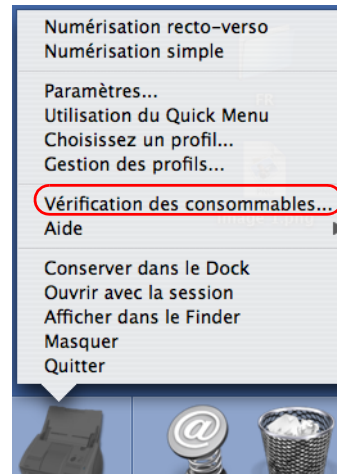 Numérisation recto-verso
Numérisation simple
Paramètres...
Utilisation du Quick Menu
Choisissez un profil...
Gestion des profils...
Vérification des consommables...
Aide
Conserver dans le Dock
Ouvrir avec la session
Afficher dans le Finder
Masquer
Quitter
@